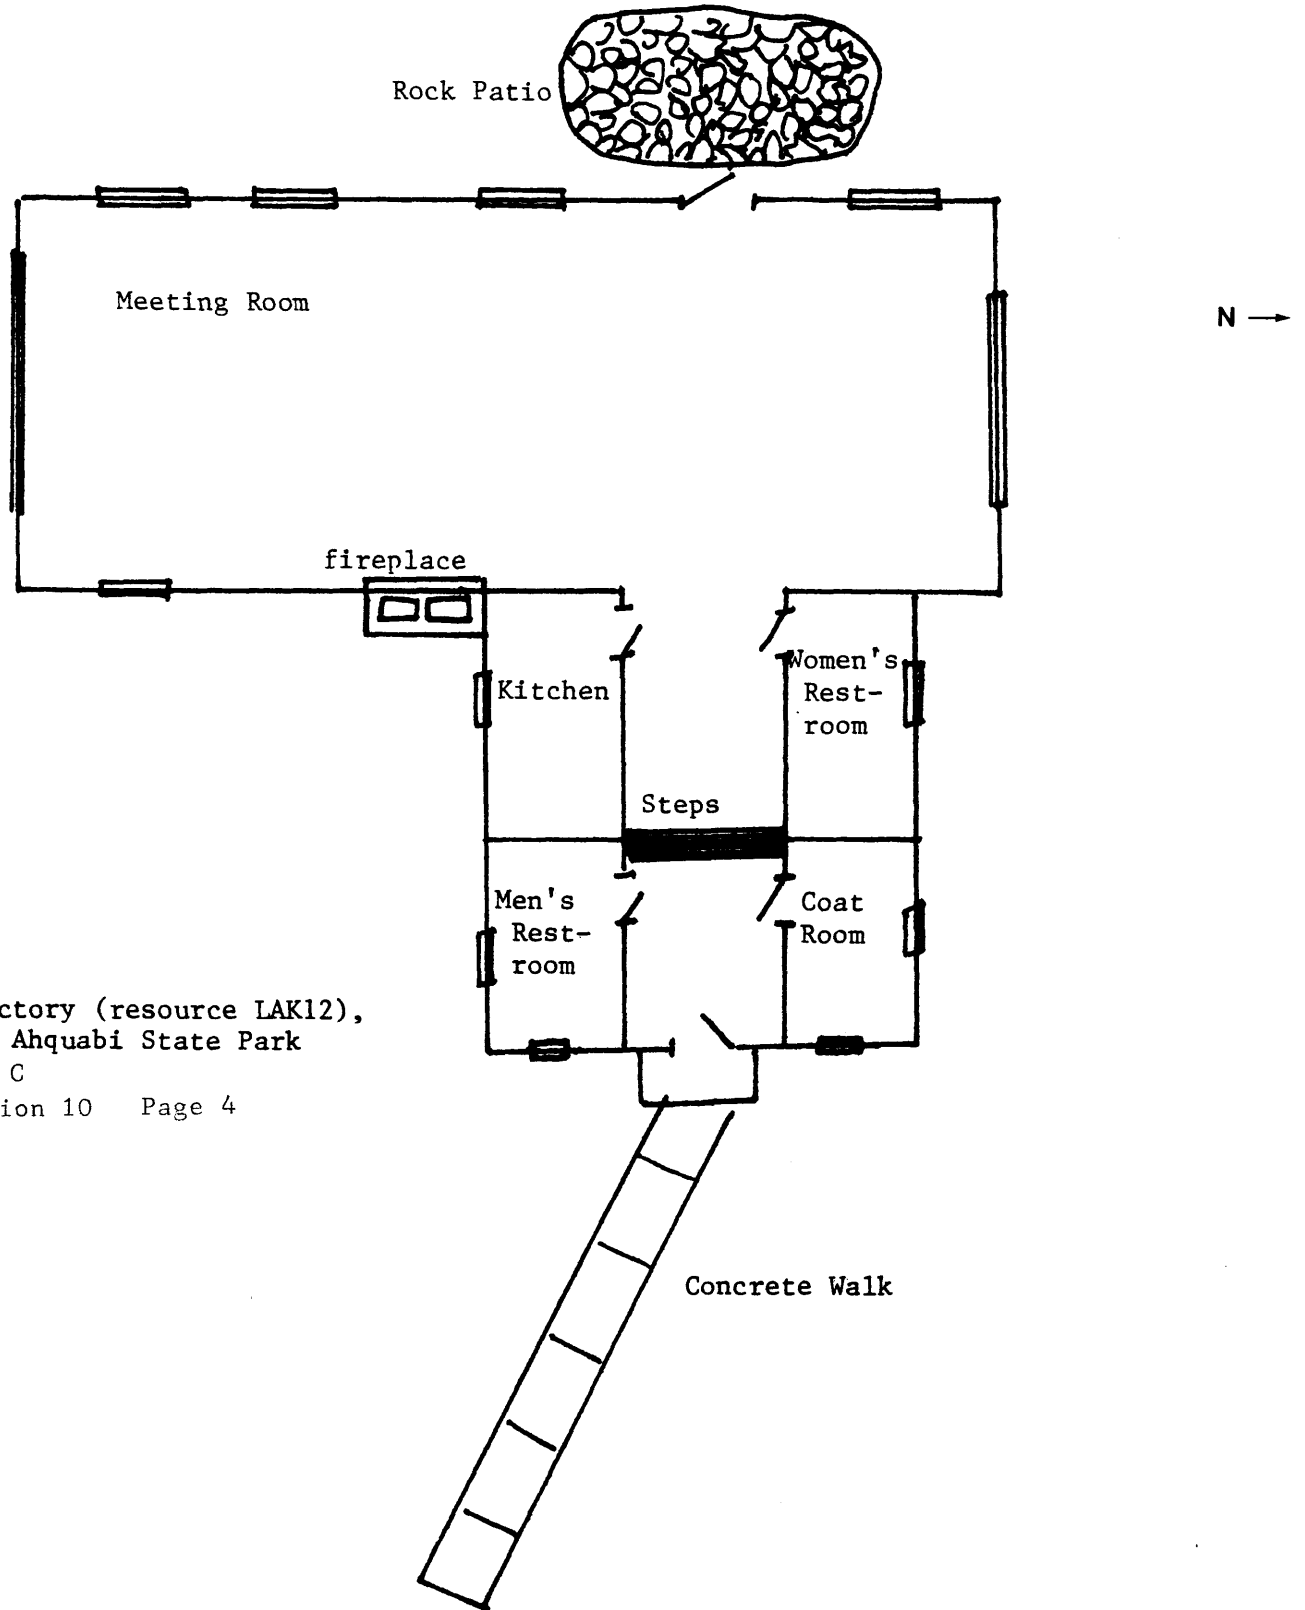 Rock Patio
Meeting Room
N
fireplace
Women's
Rest-
room
Kitchen
Steps
Men's
Rest-
room
Coat
Room
ctory (resource LAK12),
Ahquabi State Park
C
ion 10 Page 4
Concrete Walk